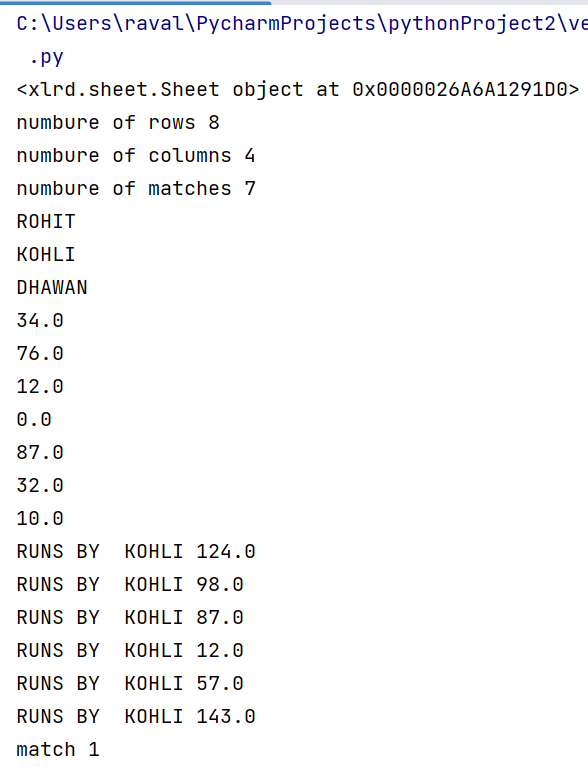 C:\Users\raval\PycharmProjects\pythonProject2\ve
.py
<xlrd.sheet.Sheet object at 0x0000026A6A1291D0>
numbure of rows 8
numbure of columns 4
numbure of matches 7
ROHIT
KOHLI
DHAWAN
34.0
76.0
12.0
0.0
87.0
32.0
10.0
RUNS BY  KOHLI 124.0
RUNS BY  KOHLI 98.0
RUNS BY  KOHLI 87.0
RUNS BY  KOHLI 12.0
RUNS BY  KOHLI 57.0
RUNS BY  KOHLI 143.0
match 1